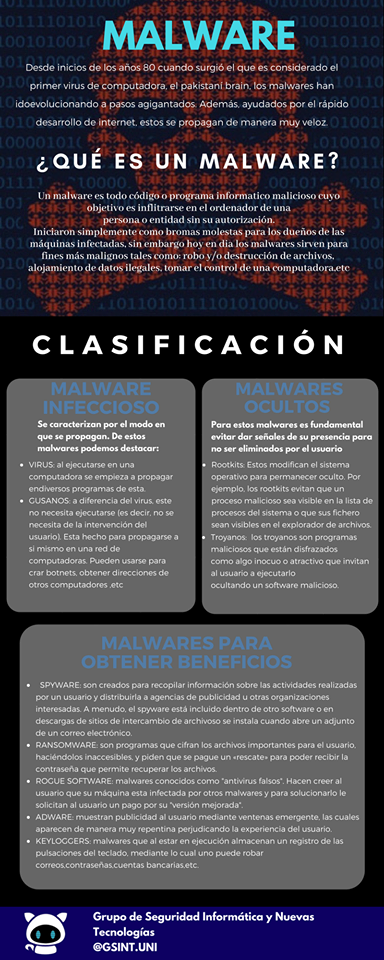 MALWARE
Desde inicios de los años 80 cuando surgió el que es considerado el
primer virus de computadora, el pakistaní brain, los malwares han
idoevolucionando a pasos agigantados. Además, ayudados por el rápido
desarrollo de internet, estos se propagan de manera muy veloz.
¿QUÉ ES UN MALWARE?
Un malware es todo código o programa informatico malicioso cuyo
objetivo es inflitrarse en el ordenador de una
persona o entidad sin su autorización.
Iniciaron simplemente como bromas molestas para los dueños de las
máquinas infectadas, sin embargo hoy en dia los malwares sirven para
fines más malignos tales como: robo y/o destrucción de archivos,
alojamiento de datos ilegales, tomar el control de una computadora,etc
CLASIFICACIÓN
MALWARE
INFECCIOSO
Se caracterizan por el modo en
que se propagan. De estos
malwares podemos destacar:
• VIRUS: al ejecutarse en una
computadora se empieza a propagar
endiversos programas de esta.
• GUSANOS: a diferencia del virus, este
no necesita ejecutarse (es decir, no se
necesita de la intervención del
usuario). Esta hecho para propagarse a
si mismo en una red de
computadoras. Pueden usarse para
crar botnets, obtener direcciones de
otros computadores ,etc
MALWARES
OCULTOS
Para estos malwares es fundamental
evitar dar señales de su presencia para
no ser eliminados por el usuario
• Rootkits: Estos modifican el sistema
operativo para permanecer oculto. Por
ejemplo, los rootkits evitan que un
proceso malicioso sea visible en la lista de
procesos del sistema o que sus fichero
sean visibles en el explorador de archivos.
• Troyanos: los troyanos son programas
maliciosos que están disfrazados
como algo inocuo o atractivo que invitan
al usuario a ejecutarlo
ocultando un software malicioso.
MALWARES PARA
OBTENER BENEFICIOS
• SPYWARE: son creados para recopilar información sobre las actividades realizadas
por un usuario y distribuirla a agencias de publicidad u otras organizaciones
interesadas. A menudo, el spyware está incluido dentro de otro software o en
descargas de sitios de intercambio de archivoso se instala cuando abre un adjunto
de un correo electrónico.
• RANSOMWARE: son programas que cifran los archivos importantes para el usuario,
haciéndolos inaccesibles, y piden que se pague un «rescate» para poder recibir la
contraseña que permite recuperar los archivos.
• ROGUE SOFTWARE: malwares conocidos como "antivirus falsos". Hacen creer al
usuario que su máquina esta infectada por otros malwares y para solucionarlo le
solicitan al usuario un pago por su "versión mejorada".
• ADWARE: muestran publicidad al usuario mediante ventanas emergente, las cuales
aparecen de manera muy repentina perjudicando la experiencia del usuario.
• KEYLOGGERS: malwares que al estar en ejecución almacenan un registro de las
pulsaciones del teclado, mediante lo cual uno puede robar
correos,contraseñas,cuentas bancarias,etc.
Grupo de Seguridad Informática y Nuevas
Tecnologías
@GSINT.UNI